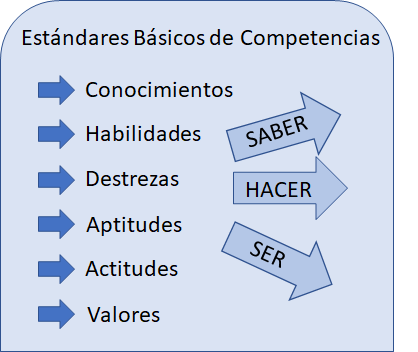 Estándares Básicos de Competencias
Conocimientos
Habilidades
Destrezas
Aptitudes
Actitudes
Valores
SABER
HACER
SER